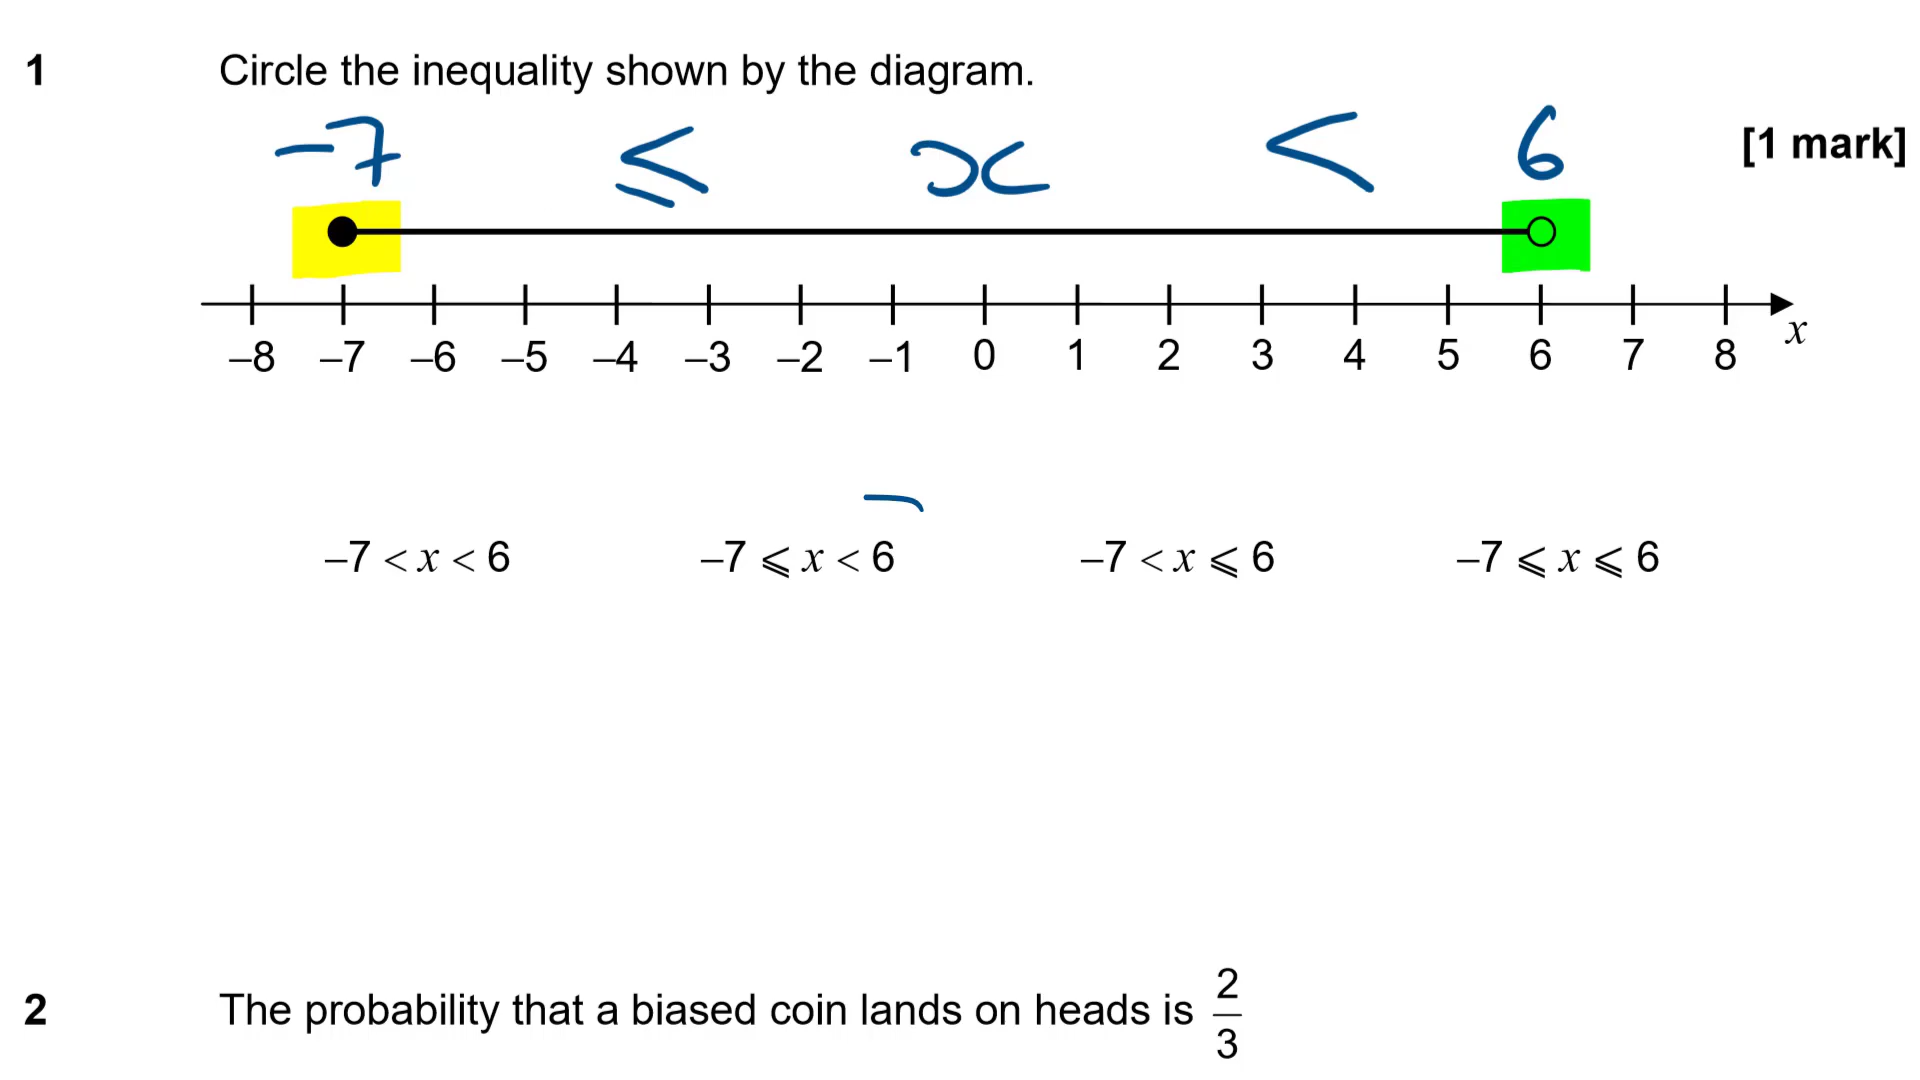 1 Circle the inequality shown by the diagram.
[1 mark]
−7 ≤ x < 6
–8 –7 –6 –5 –4 –3 –2 –1 0 1 2 3 4 5 6 7 8 x
–7 < x < 6 –7 ⩽ x < 6 –7 < x ⩽ 6 –7 ⩽ x ⩽ 6
2 The probability that a biased coin lands on heads is 2/3